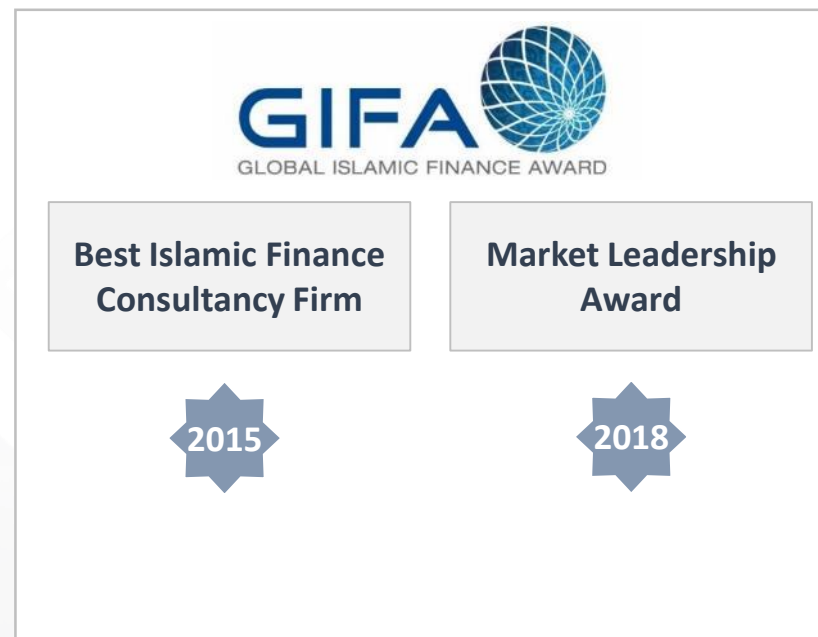 GIFA
GLOBAL ISLAMIC FINANCE AWARD
Best Islamic Finance
Consultancy Firm
Market Leadership
Award
2015
2018